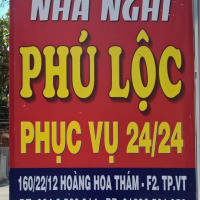 NHÀ NGHỈ
PHÚ LỘC
PHỤC VỤ 24/24
160/22/12 HOÀNG HOA THÁM - F2. TP.VT